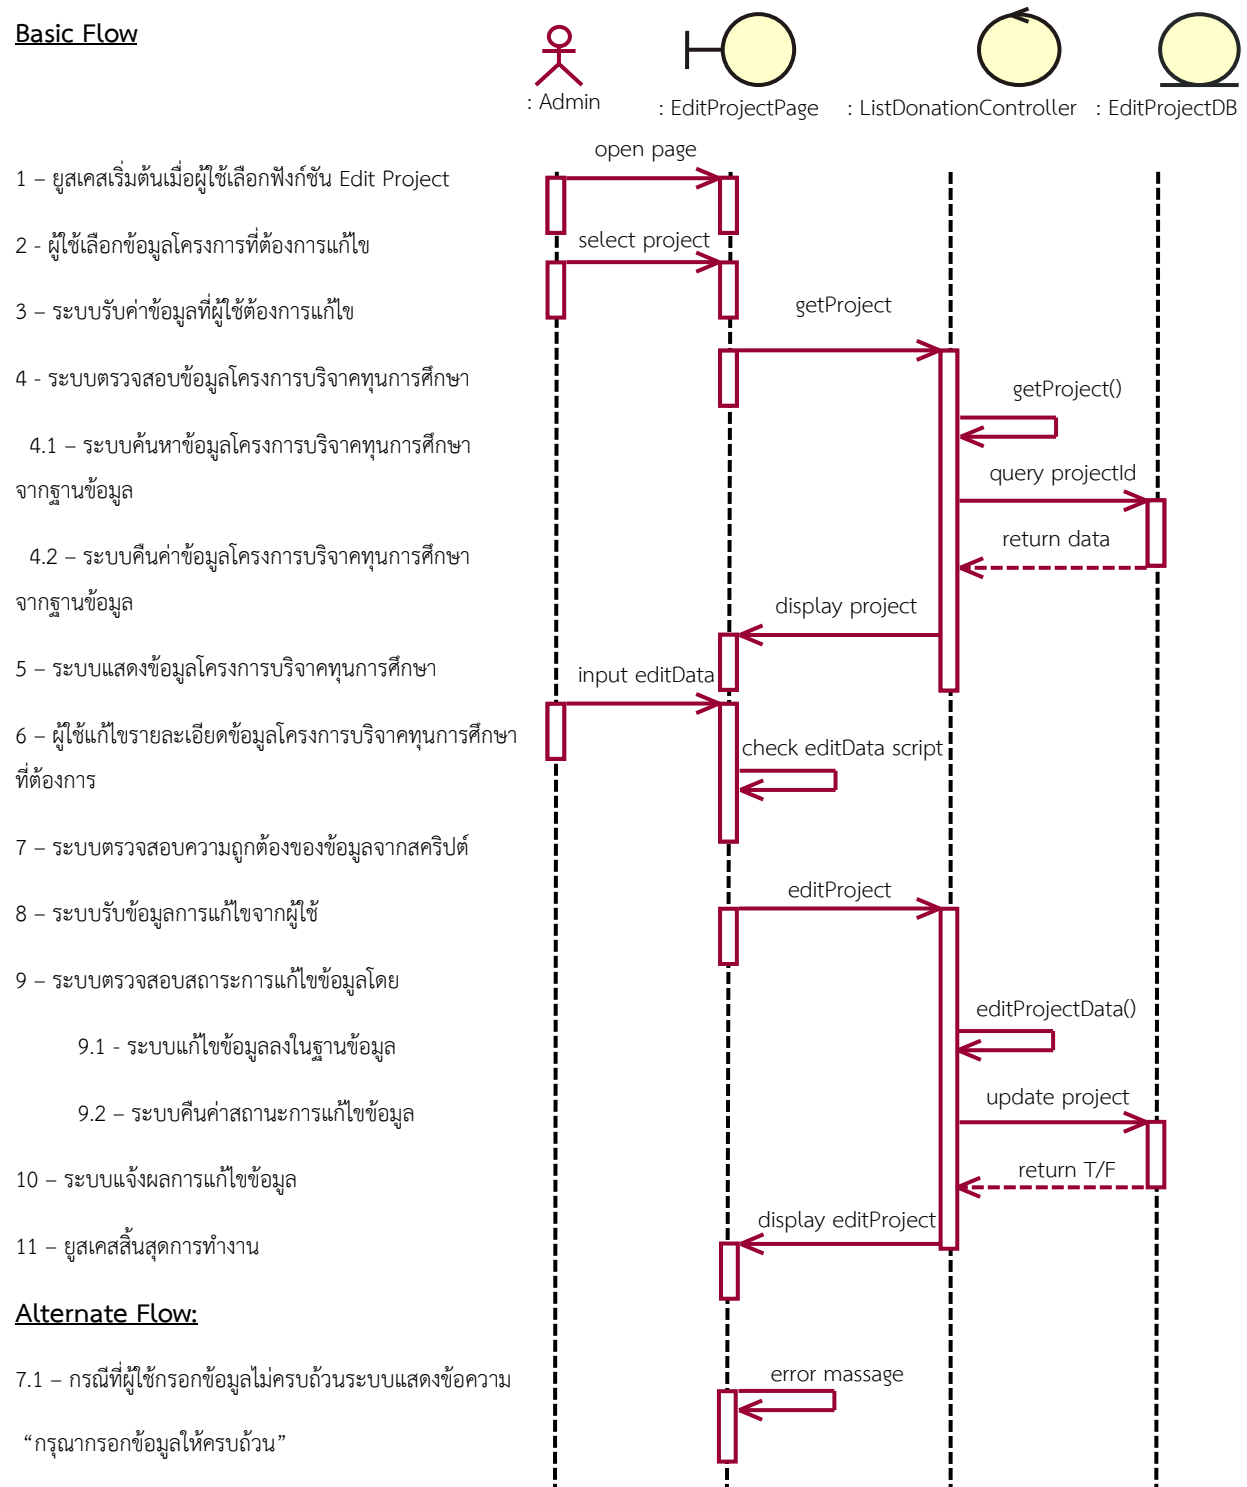 Basic Flow
: Admin
: EditProjectPage
: ListDonationController
: EditProjectDB
open page
1 – ยูสเคสเริ่มต้นเมื่อผู้ใช้เลือกฟังก์ชัน Edit Project
select project
2 - ผู้ใช้เลือกข้อมูลโครงการที่ต้องการแก้ไข
getProject
3 – ระบบรับค่าข้อมูลที่ผู้ใช้ต้องการแก้ไข
4 - ระบบตรวจสอบข้อมูลโครงการบริจาคทุนการศึกษา
getProject()
4.1 – ระบบค้นหาข้อมูลโครงการบริจาคทุนการศึกษา
จากฐานข้อมูล
query projectId
return data
4.2 – ระบบคืนค่าข้อมูลโครงการบริจาคทุนการศึกษา
จากฐานข้อมูล
display project
5 – ระบบแสดงข้อมูลโครงการบริจาคทุนการศึกษา
input editData
6 – ผู้ใช้แก้ไขรายละเอียดข้อมูลโครงการบริจาคทุนการศึกษา
ที่ต้องการ
check editData script
7 – ระบบตรวจสอบความถูกต้องของข้อมูลจากสคริปต์
editProject
8 – ระบบรับข้อมูลการแก้ไขจากผู้ใช้
9 – ระบบตรวจสอบสถาระการแก้ไขข้อมูลโดย
editProjectData()
9.1 - ระบบแก้ไขข้อมูลลงในฐานข้อมูล
update project
9.2 – ระบบคืนค่าสถานะการแก้ไขข้อมูล
return T/F
10 – ระบบแจ้งผลการแก้ไขข้อมูล
display editProject
11 – ยูสเคสสิ้นสุดการทำงาน
Alternate Flow:
error massage
7.1 – กรณีที่ผู้ใช้กรอกข้อมูลไม่ครบถ้วนระบบแสดงข้อความ
“กรุณากรอกข้อมูลให้ครบถ้วน”